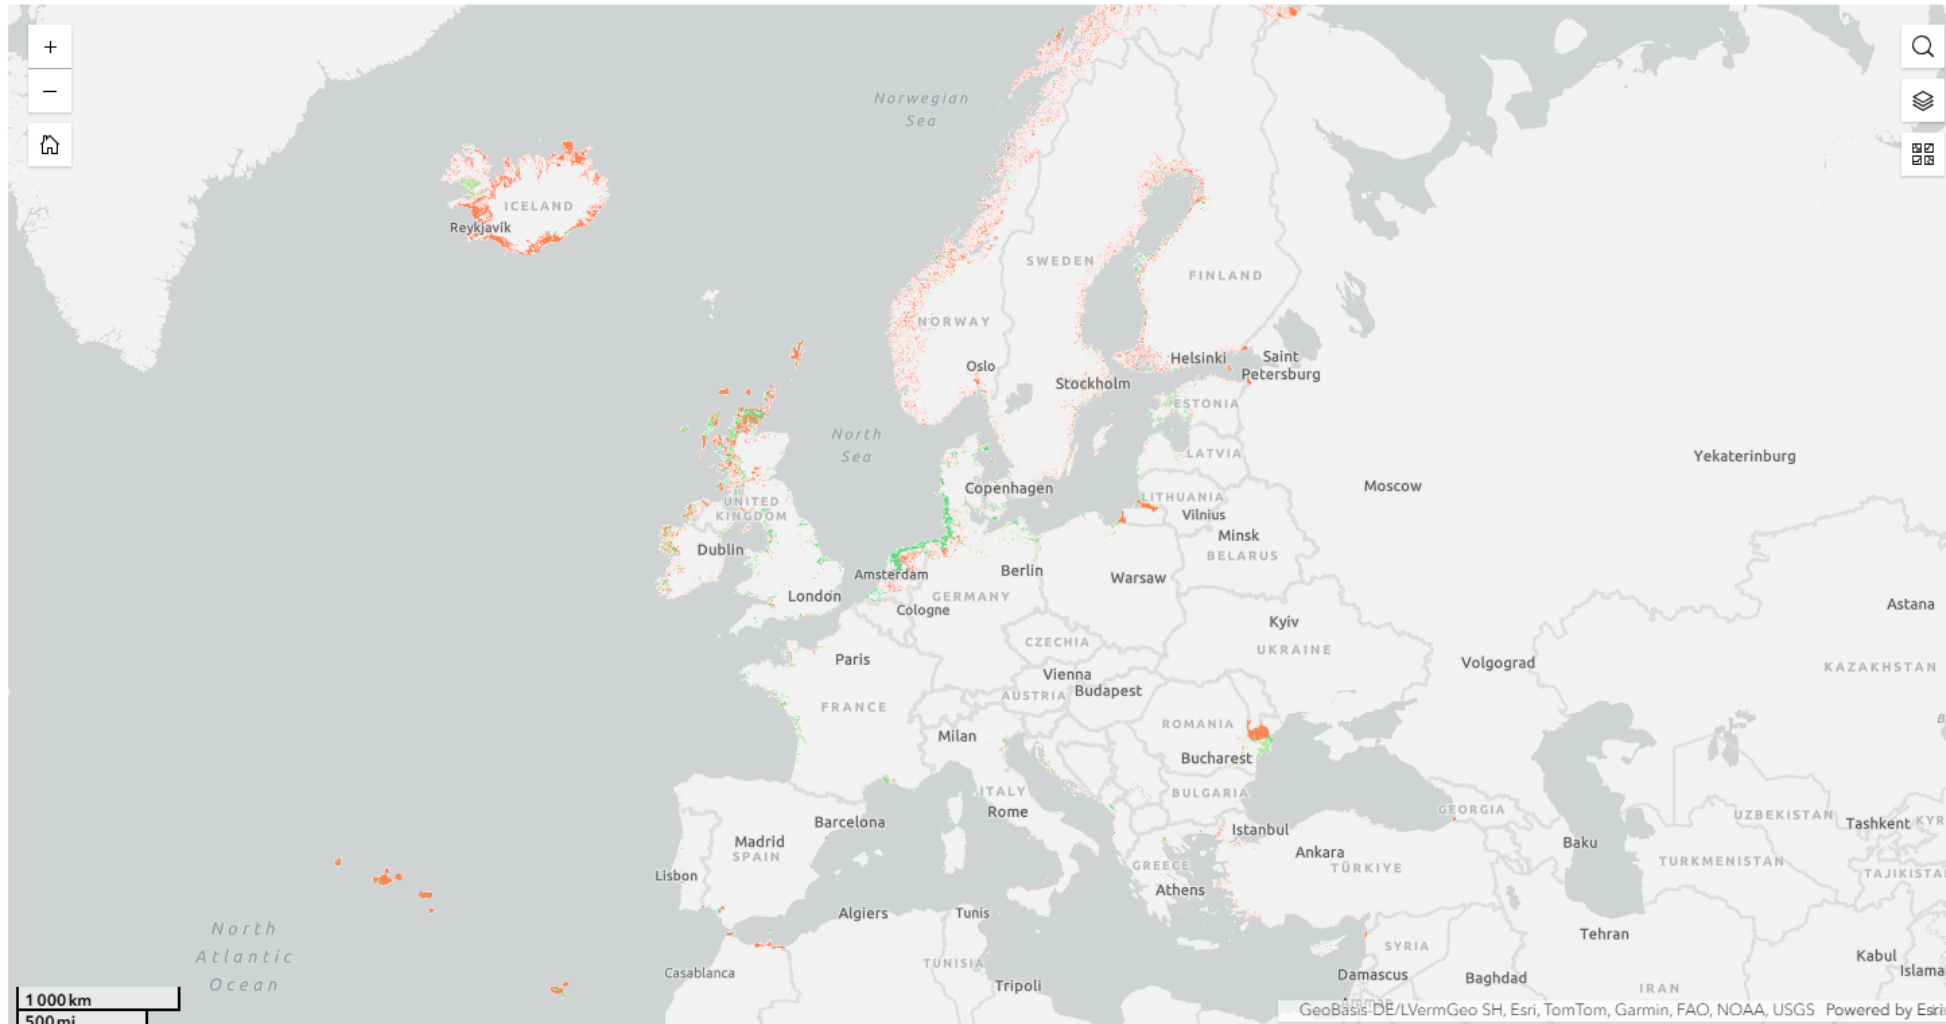 +
−
Norwegian
Sea
ICELAND
Reykjavík
SWEDEN
FINLAND
NORWAY
Oslo
Helsinki
Saint
Petersburg
Stockholm
ESTONIA
North
Sea
LATVIA
Yekaterinburg
Moscow
Copenhagen
LITHUANIA
Vilnius
UNITED
KINGDOM
Minsk
BELARUS
Dublin
Amsterdam
Berlin
Warsaw
London
GERMANY
Cologne
Astana
Kyiv
UKRAINE
CZECHIA
Paris
Volgograd
KAZAKHSTAN
Vienna
Budapest
AUSTRIA
FRANCE
ROMANIA
Milan
Bucharest
ITALY
BULGARIA
Rome
GEORGIA
UZBEKISTAN
Tashkent
KYR
Barcelona
Istanbul
Madrid
SPAIN
Baku
Ankara
TÜRKIYE
TURKMENISTAN
GREECE
Lisbon
TAJIKISTA
Athens
Algiers
Tunis
North
Atlantic
Ocean
Tehran
SYRIA
Kabul
TUNISIA
Casablanca
Damascus
Baghdad
Islama
Tripoli
IRAN
Amman
1 000 km
500 mi
GeoBasis-DE/LVermGeo SH, Esri, TomTom, Garmin, FAO, NOAA, USGS Powered by Esri